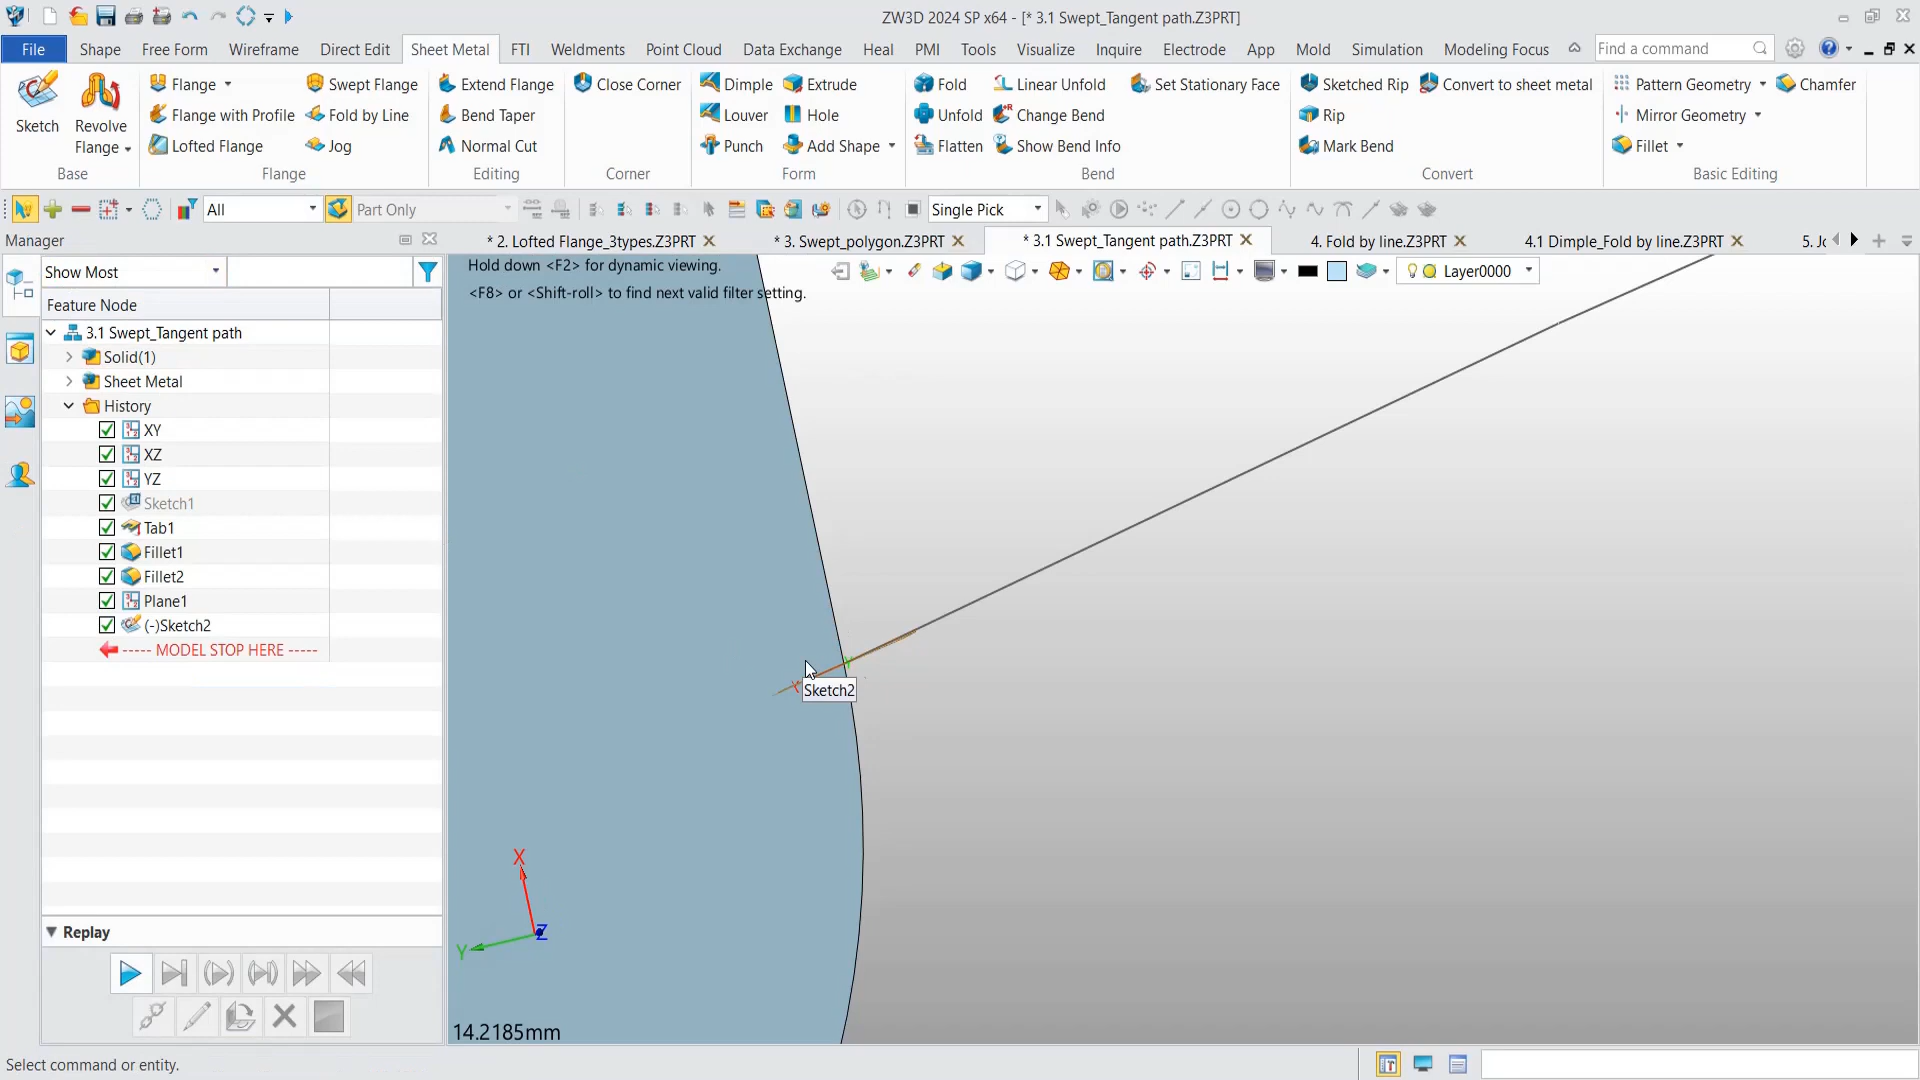 ZW3D 2024 SP x64 - [* 3.1 Swept_Tangent path.Z3PRT]
File Shape Free Form Wireframe Direct Edit Sheet Metal FTI Weldments Point Cloud Data Exchange Heal PMI Tools Visualize Inquire Electrode App Mold Simulation Modeling Focus Find a command
Sketch
Revolve Flange
Base
Flange Swept Flange
Flange with Profile Fold by Line
Lofted Flange Jog
Flange
Extend Flange
Bend Taper
Normal Cut
Editing
Close Corner
Corner
Dimple Extrude
Louver Hole
Punch Add Shape
Form
Fold Linear Unfold Set Stationary Face
Unfold Change Bend
Flatten Show Bend Info
Bend
Sketched Rip Convert to sheet metal
Rip
Mark Bend
Convert
Pattern Geometry Chamfer
Mirror Geometry
Fillet
Basic Editing
All Part Only Single Pick
Manager
* 2. Lofted Flange_3types.Z3PRT * 3. Swept_polygon.Z3PRT * 3.1 Swept_Tangent path.Z3PRT 4. Fold by line.Z3PRT 4.1 Dimple_Fold by line.Z3PRT 5. Jo
Show Most
Feature Node
3.1 Swept_Tangent path
Solid(1)
Sheet Metal
History
XY
XZ
YZ
Sketch1
Tab1
Fillet1
Fillet2
Plane1
(-)Sketch2
----- MODEL STOP HERE -----
Replay
Hold down <F2> for dynamic viewing.
<F8> or <Shift-roll> to find next valid filter setting.
Layer0000
Y
X
Sketch2
X
Y
Z
14.2185mm
Select command or entity.